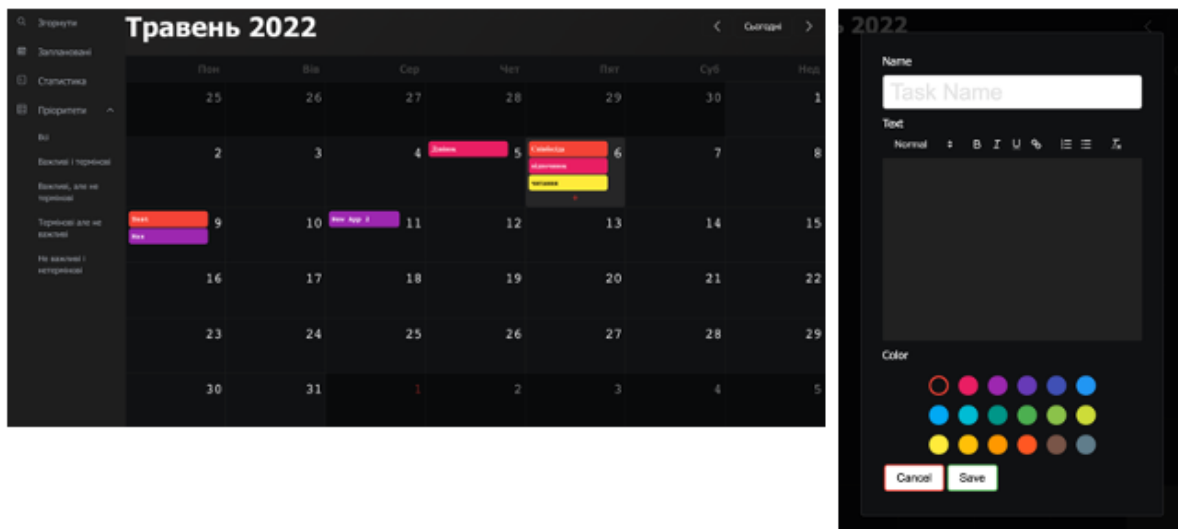 Згорнути
Заплановані
Статистика
Пріоритети
Всі
Важливі і термінові
Важливі, але не
термінові
Термінові але не
важливі
Не важливі і
нетермінові
Травень 2022
Сьогодні
Пон Вів Сер Чет Пят Суб Нед
25 26 27 28 29 30 1
2 3 4 5 6 7 8
читання
9 10 New App 2 11 12 13 14 15
16 17 18 19 20 21 22
23 24 25 26 27 28 29
30 31 1 2 3 4 5
2022
Name
Task Name
Text
Normal B I U
Color
Cancel Save